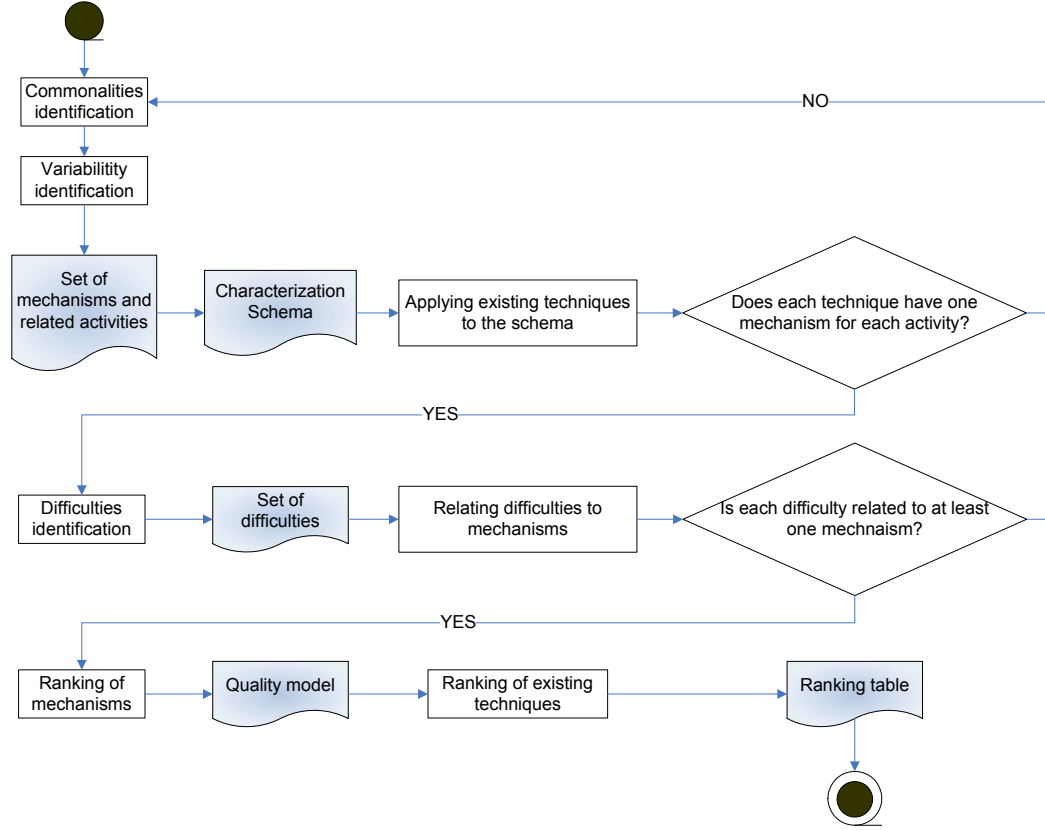 Commonalities
identification
NO
Variabilitity
identification
Set of
mechanisms and
related activities
Characterization
Schema
Applying existing techniques
to the schema
Does each technique have one
mechanism for each activity?
YES
Difficulties
identification
Set of
difficulties
Relating difficulties to
mechanisms
Is each difficulty related to at least
one mechnaism?
YES
Ranking of
mechanisms
Quality model
Ranking of existing
techniques
Ranking table